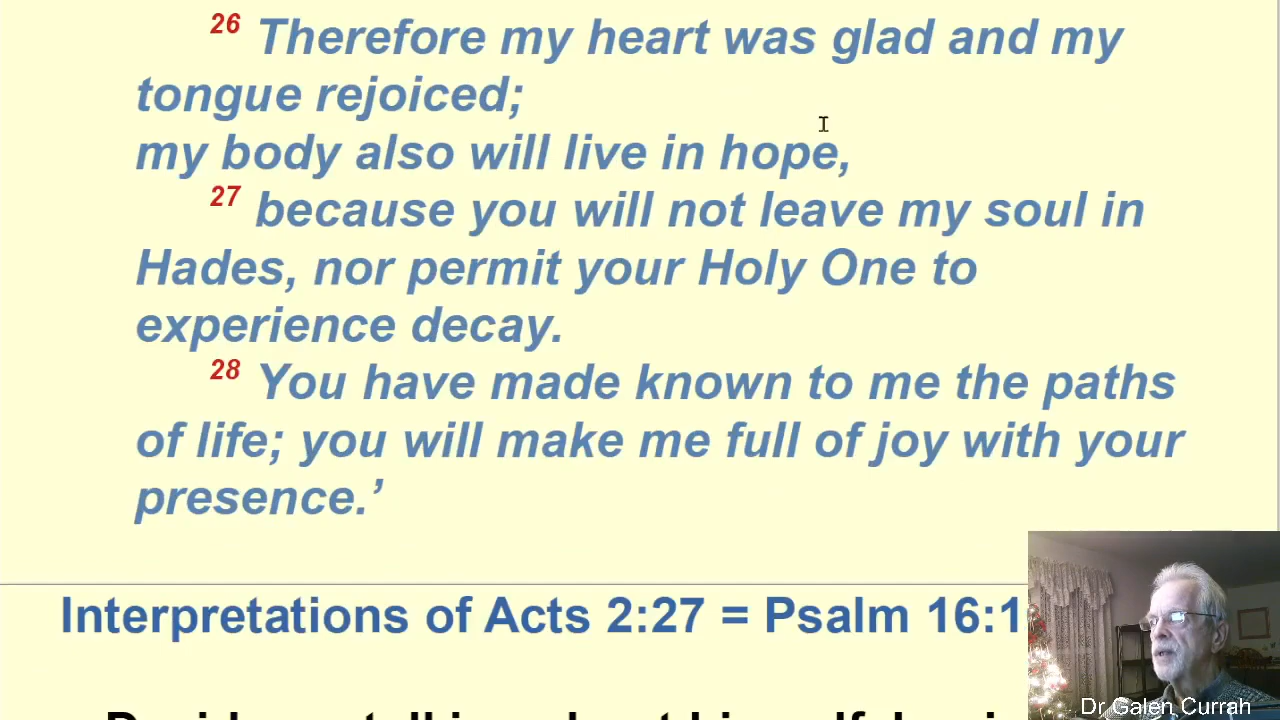 26 Therefore my heart was glad and my
tongue rejoiced;
my body also will live in hope,
27 because you will not leave my soul in
Hades, nor permit your Holy One to
experience decay.
28 You have made known to me the paths
of life; you will make me full of joy with your
presence.’
Interpretations of Acts 2:27 = Psalm 16:1
Dr Galen Currah